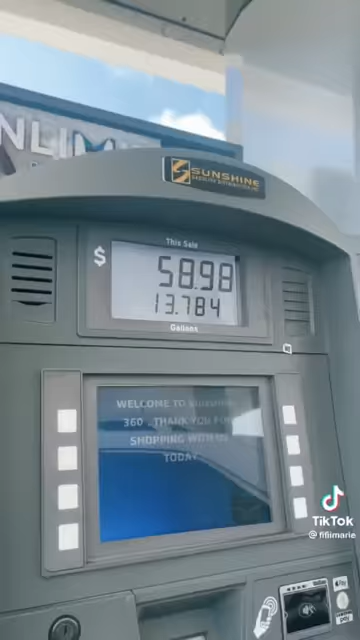 SUNSHINE
This Sale
$ 58.98
13.784
Gallons
WELCOME TO SUNSHINE
360 . THANK YOU FOR
SHOPPING WITH US
TODAY
TikTok
@fifiimarie